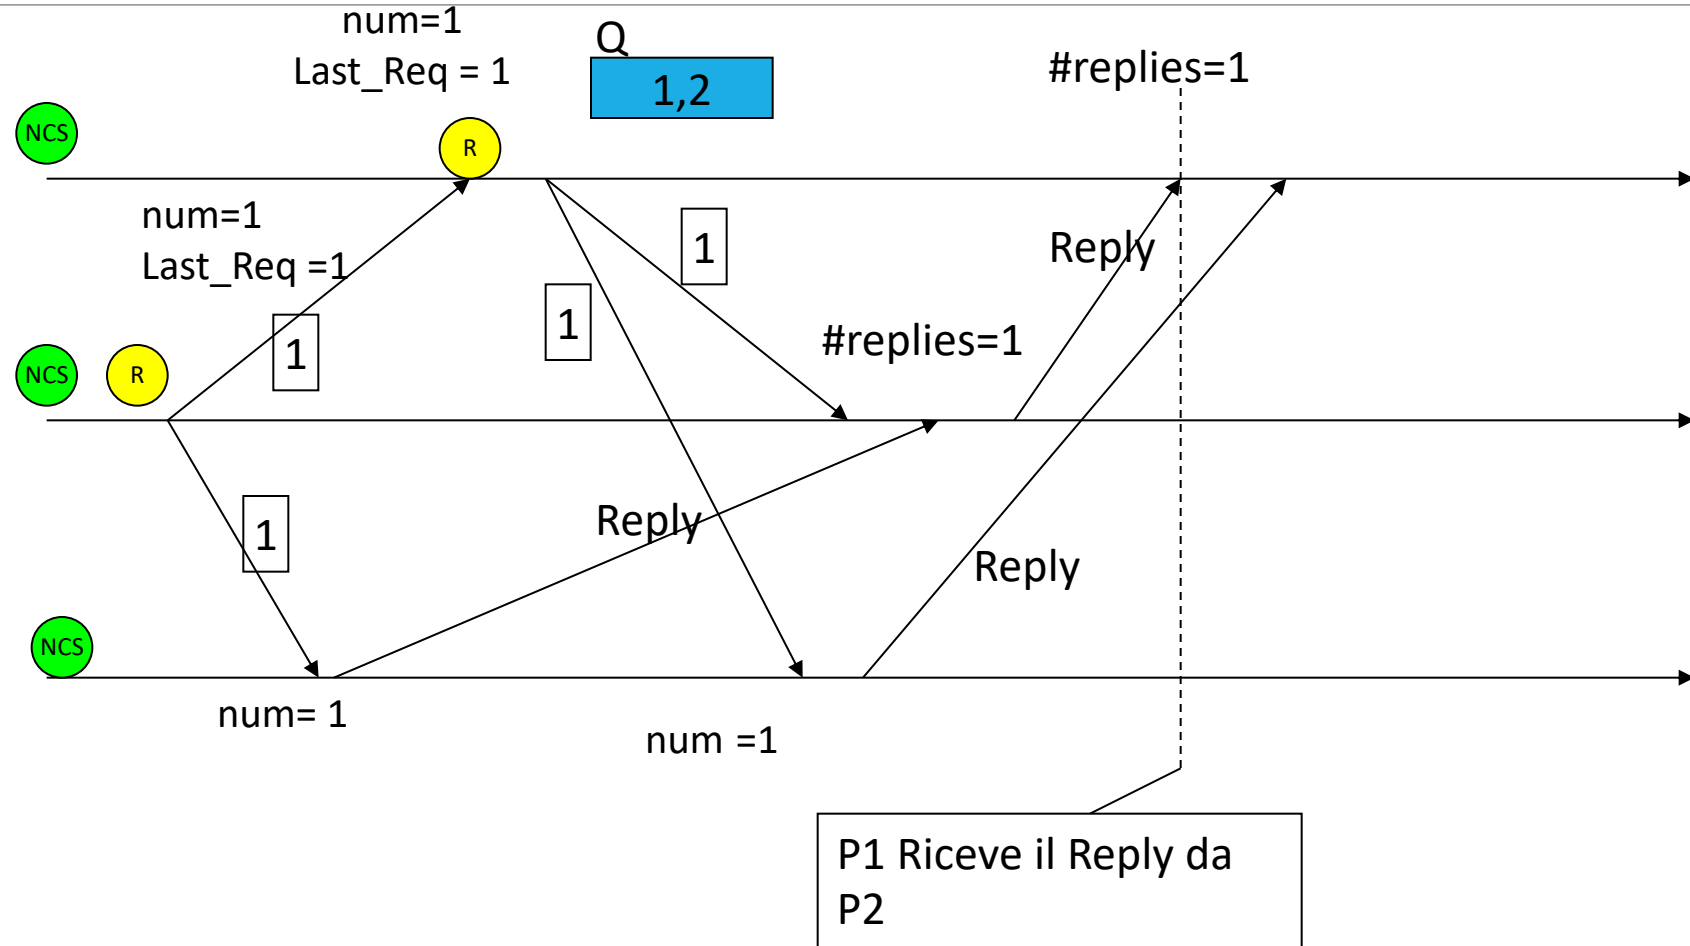 num=1
Last_Req = 1
Q
1,2
#replies=1
NCS
R
num=1
Last_Req =1
1
1
1
Reply
#replies=1
NCS
R
1
Reply
Reply
NCS
num= 1
num =1
P1 Riceve il Reply da
P2